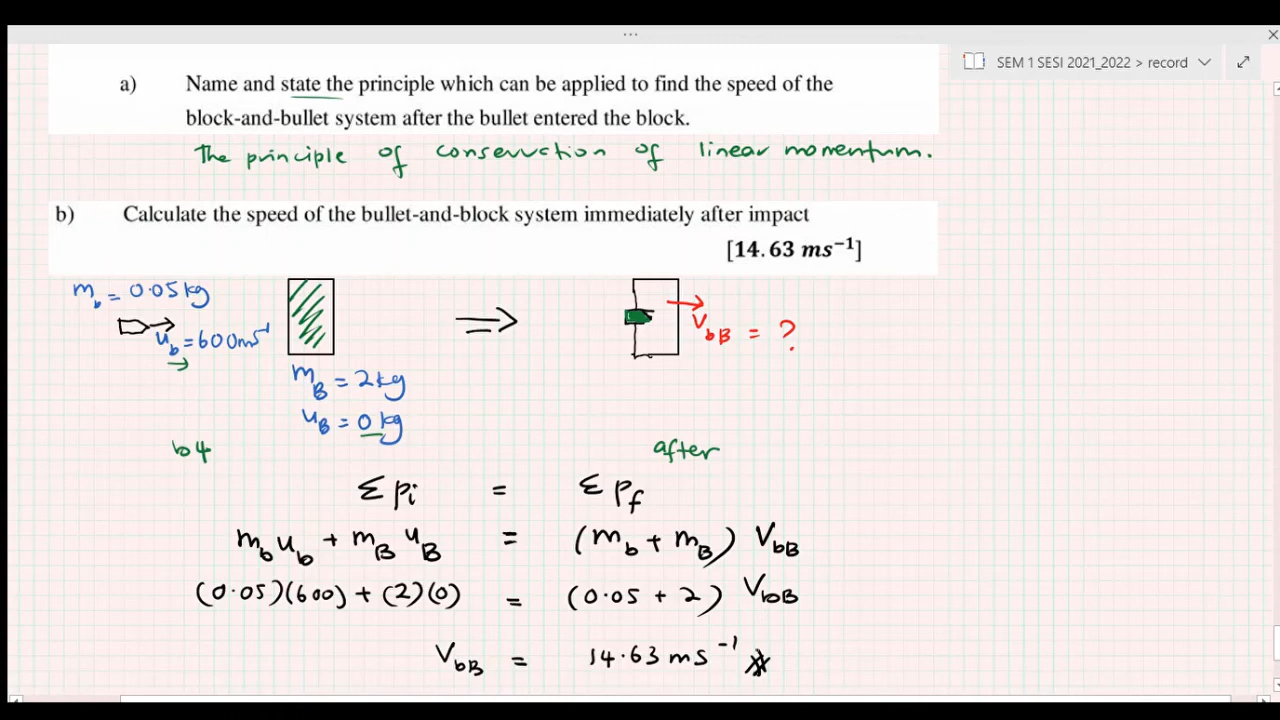 SEM 1 SESI 2021_2022 > record
a) Name and state the principle which can be applied to find the speed of the
block-and-bullet system after the bullet entered the block.
The principle of conservation of linear momentum.
b) Calculate the speed of the bullet-and-block system immediately after impact
[14.63 ms⁻¹]
m_b = 0.05kg
u_b = 600ms⁻¹
V_bB = ?
m_B = 2kg
u_B = 0 kg
b4 after
Σpi = Σpf
m_b u_b + m_B u_B = (m_b + m_B) V_bB
(0.05)(600) + (2)(0) = (0.05 + 2) V_bB
V_bB = 14.63 ms⁻¹